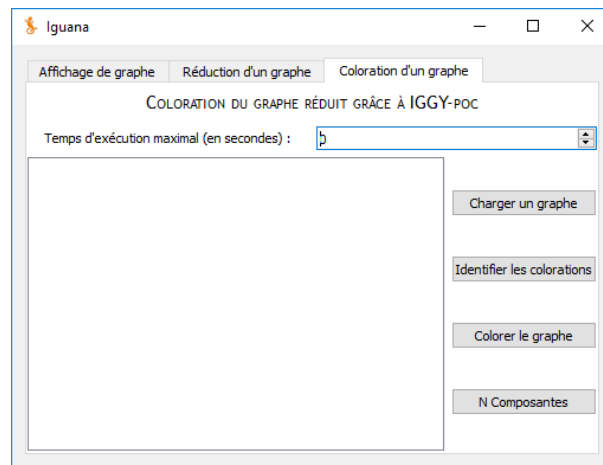 Iguana
Affichage de graphe Réduction d'un graphe Coloration d'un graphe
COLORATION DU GRAPHE RÉDUIT GRÂCE À IGGY-POC
Temps d'exécution maximal (en secondes) :
Charger un graphe
Identifier les colorations
Colorer le graphe
N Composantes